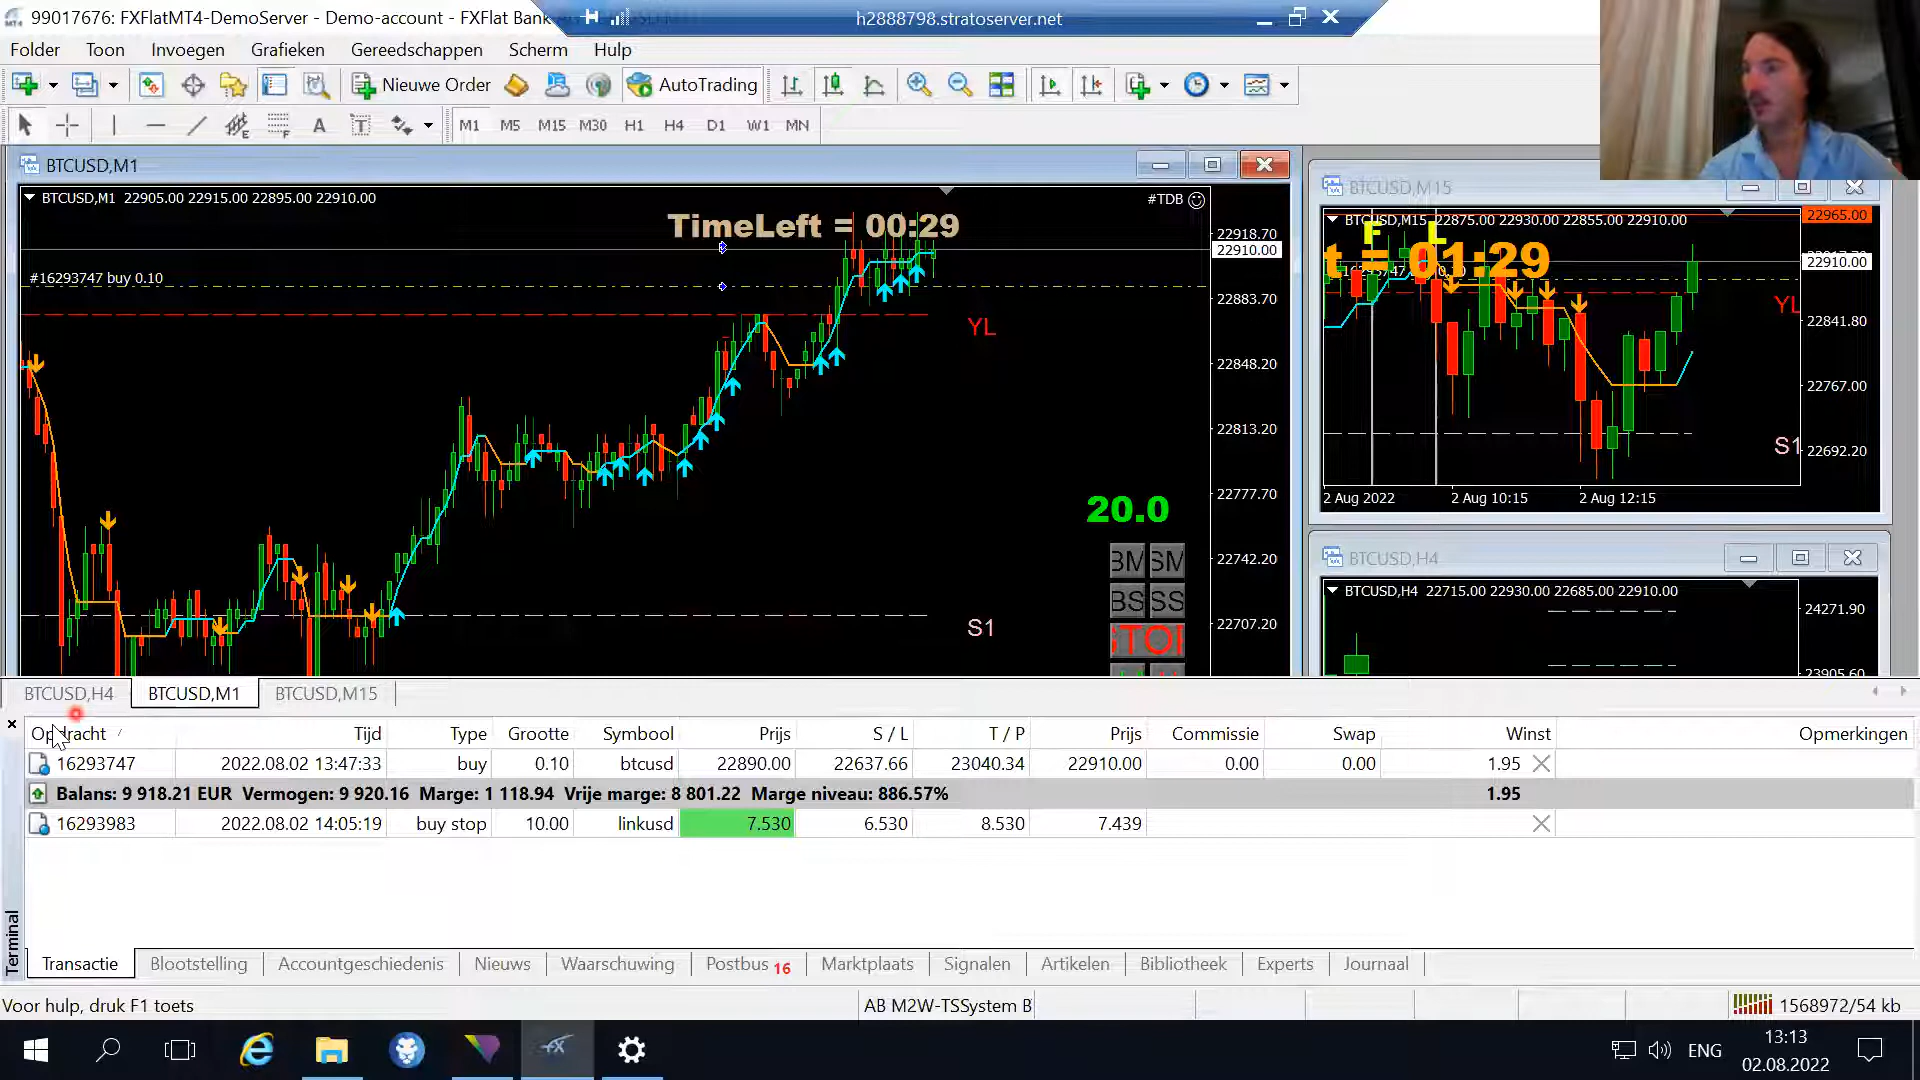 99017676: FXFlatMT4-DemoServer - Demo-account - FXFlat Bank
h2888798.stratoserver.net
Folder Toon Invoegen Grafieken Gereedschappen Scherm Hulp
Nieuwe Order AutoTrading
A T M1 M5 M15 M30 H1 H4 D1 W1 MN
BTCUSD,M1
BTCUSD,M1 22905.00 22915.00 22895.00 22910.00
#TDB
TimeLeft = 00:29
22918.70
22910.00
#16293747 buy 0.10
22883.70
YL
22848.20
22813.20
22777.70
20.0
22742.20
BM SM
BS SS
STOP
22707.20
S1
BTCUSD,M15
BTCUSD,M15 22875.00 22930.00 22855.00 22910.00
22965.00
F L
t = 01:29
22910.00
YL
22841.80
22767.00
S1
22692.20
2 Aug 2022 2 Aug 10:15 2 Aug 12:15
BTCUSD,H4
BTCUSD,H4 22715.00 22930.00 22685.00 22910.00
24271.90
23905.60
BTCUSD,H4 BTCUSD,M1 BTCUSD,M15
Opdracht Tijd Type Grootte Symbool Prijs S / L T / P Prijs Commissie Swap Winst Opmerkingen
16293747 2022.08.02 13:47:33 buy 0.10 btcusd 22890.00 22637.66 23040.34 22910.00 0.00 0.00 1.95
Balans: 9 918.21 EUR Vermogen: 9 920.16 Marge: 1 118.94 Vrije marge: 8 801.22 Marge niveau: 886.57% 1.95
16293983 2022.08.02 14:05:19 buy stop 10.00 linkusd 7.530 6.530 8.530 7.439
Terminal
Transactie Blootstelling Accountgeschiedenis Nieuws Waarschuwing Postbus 16 Marktplaats Signalen Artikelen Bibliotheek Experts Journaal
Voor hulp, druk F1 toets AB M2W-TSSystem B 1568972/54 kb
ENG
13:13
02.08.2022